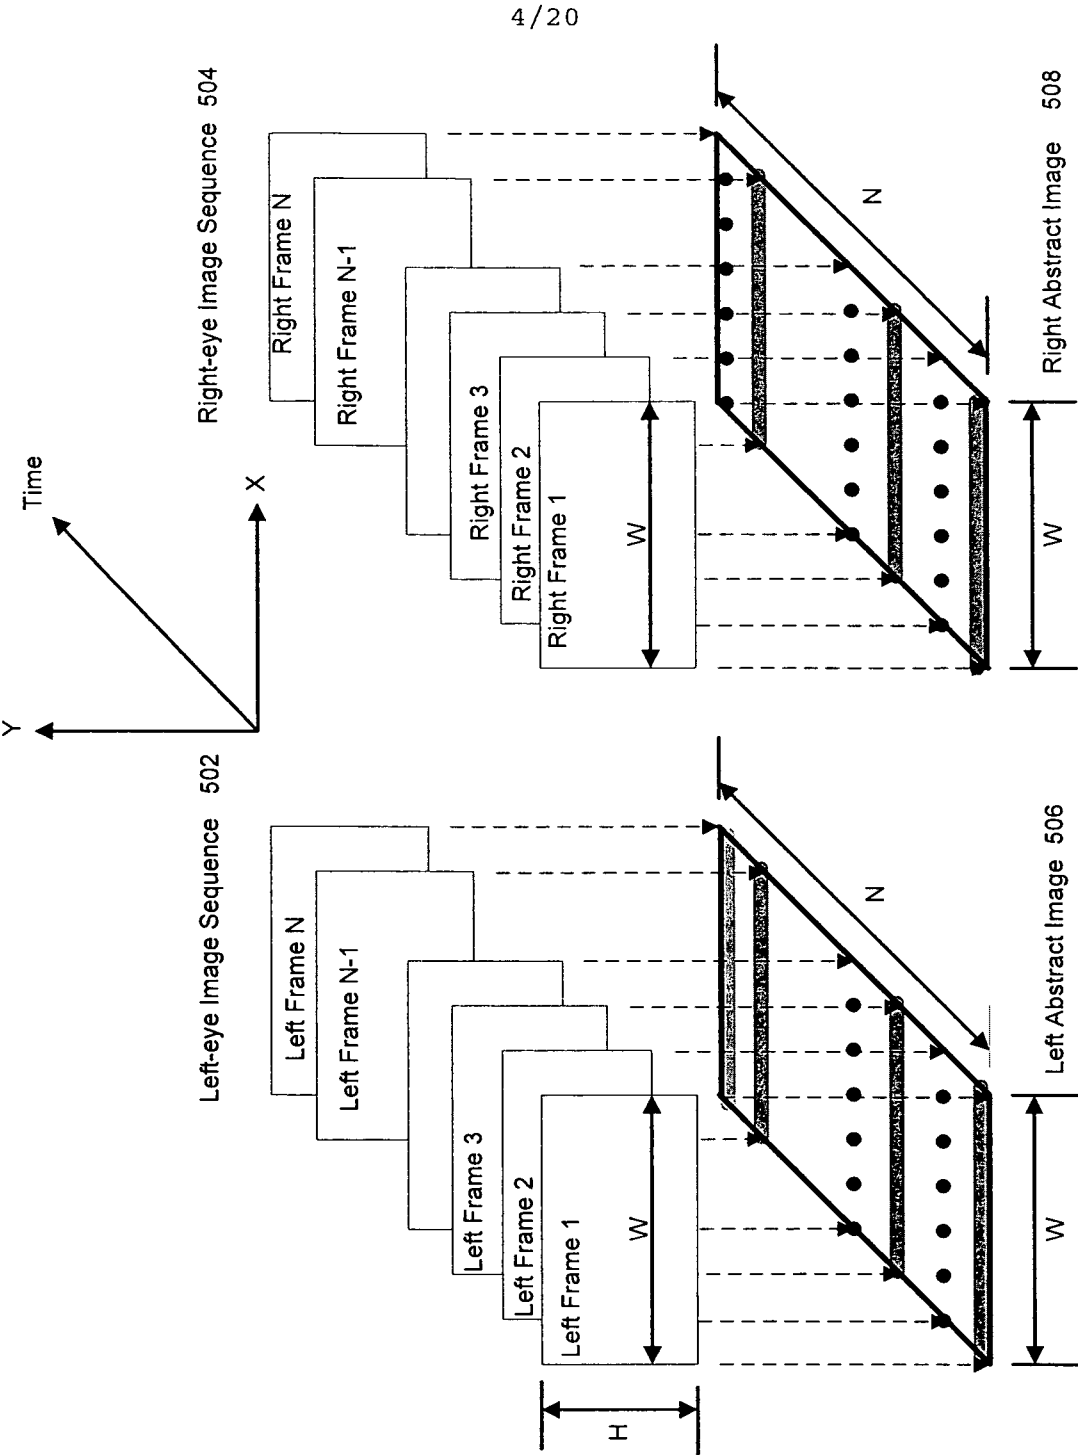 4/20
Y
Time
X
Left-eye Image Sequence 502
Left Frame N
Left Frame N-1
Left Frame 3
Left Frame 2
Left Frame 1
W
H
N
W
Left Abstract Image 506
Right-eye Image Sequence 504
Right Frame N
Right Frame N-1
Right Frame 3
Right Frame 2
Right Frame 1
W
N
W
Right Abstract Image 508